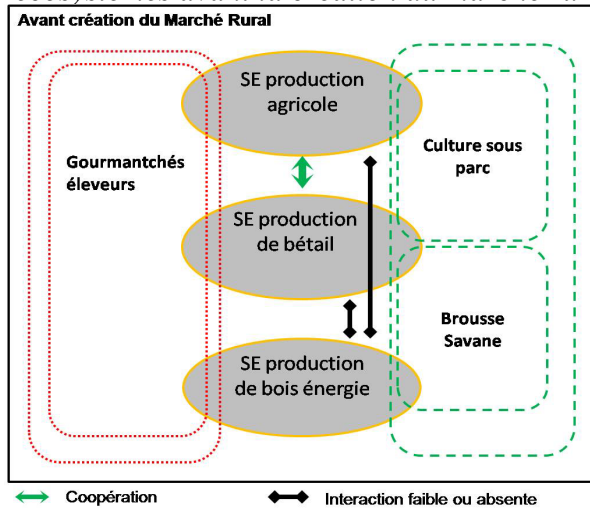 Avant création du Marché Rural
SE production
agricole
Gourmantchés
éleveurs
Culture sous
parc
SE production
de bétail
Brousse
Savane
SE production
de bois énergie
Coopération
Interaction faible ou absente